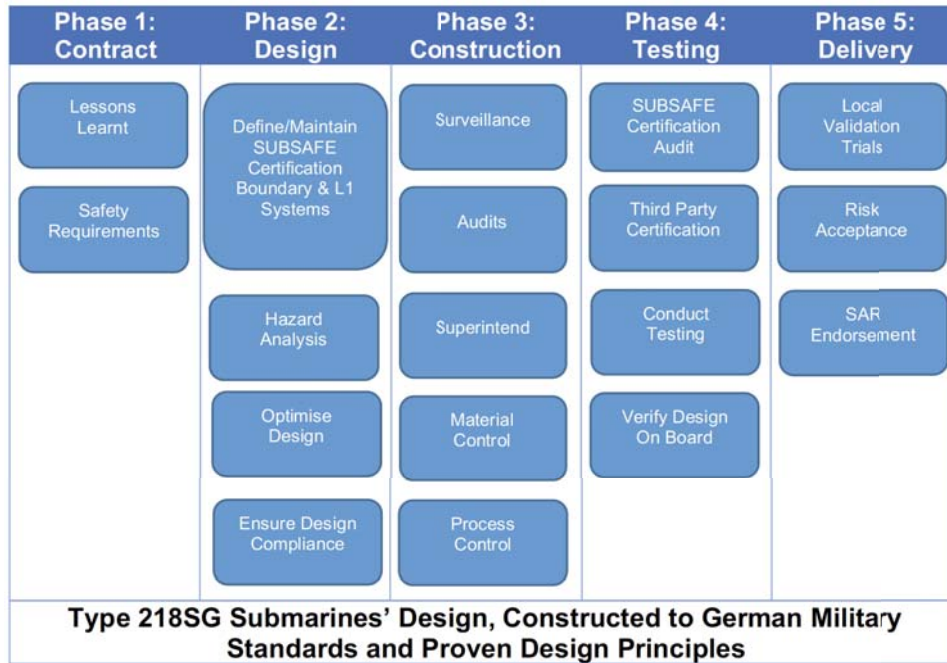 Phase 1:
Contract
Phase 2:
Design
Phase 3:
Construction
Phase 4:
Testing
Phase 5:
Delivery
Lessons
Learnt
Safety
Requirements
Define/Maintain
SUBSAFE
Certification
Boundary & L1
Systems
Hazard
Analysis
Optimise
Design
Ensure Design
Compliance
Surveillance
Audits
Superintend
Material
Control
Process
Control
SUBSAFE
Certification
Audit
Third Party
Certification
Conduct
Testing
Verify Design
On Board
Local
Validation
Trials
Risk
Acceptance
SAR
Endorsement
Type 218SG Submarines’ Design, Constructed to German Military
Standards and Proven Design Principles